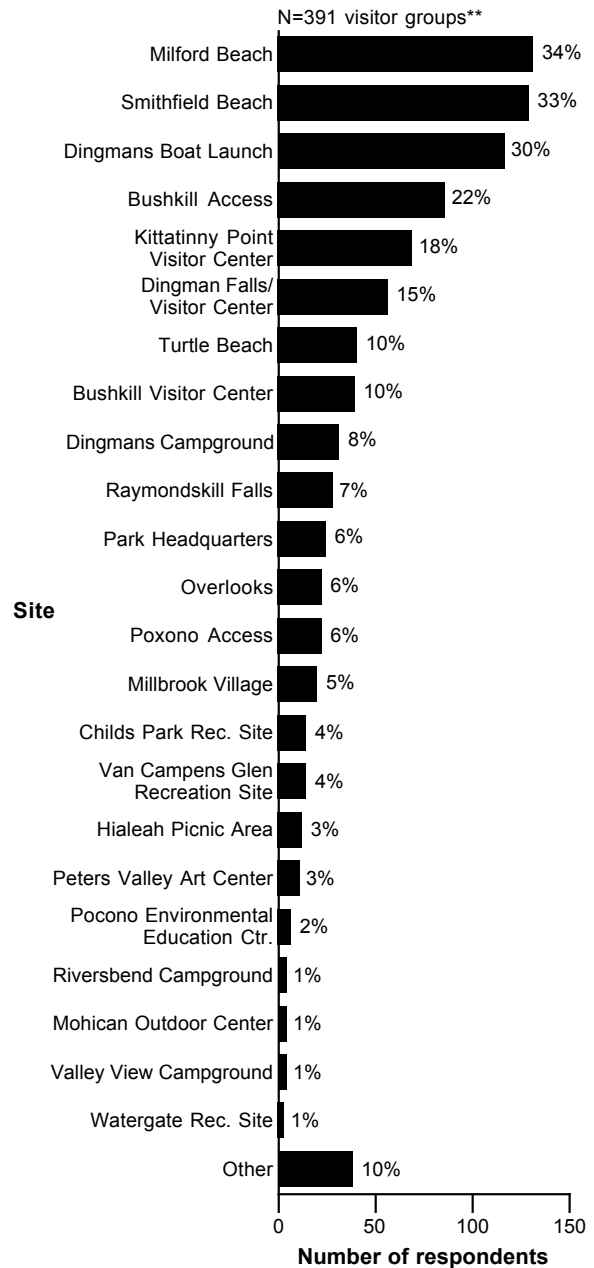 N=391 visitor groups**
Milford Beach 34%
Smithfield Beach 33%
Dingmans Boat Launch 30%
Bushkill Access 22%
Kittatinny Point
Visitor Center 18%
Dingman Falls/
Visitor Center 15%
Turtle Beach 10%
Bushkill Visitor Center 10%
Dingmans Campground 8%
Raymondskill Falls 7%
Park Headquarters 6%
Overlooks 6%
Site
Poxono Access 6%
Millbrook Village 5%
Childs Park Rec. Site 4%
Van Campens Glen
Recreation Site 4%
Hialeah Picnic Area 3%
Peters Valley Art Center 3%
Pocono Environmental
Education Ctr. 2%
Riversbend Campground 1%
Mohican Outdoor Center 1%
Valley View Campground 1%
Watergate Rec. Site 1%
Other 10%
0 50 100 150
Number of respondents